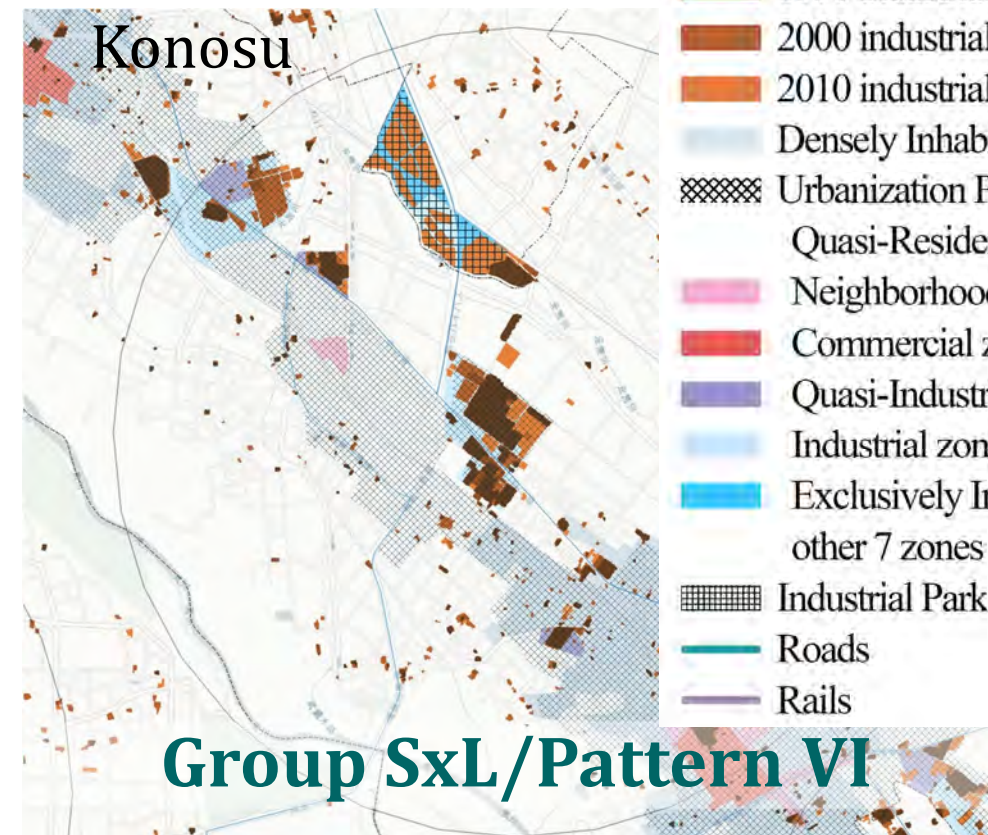 Konosu
2000 industrial
2010 industrial
Densely Inhab
Urbanization P
Quasi-Reside
Neighborhood
Commercial z
Quasi-Industr
Industrial zon
Exclusively In
other 7 zones
Industrial Park
Roads
Rails
Group SxL/Pattern VI